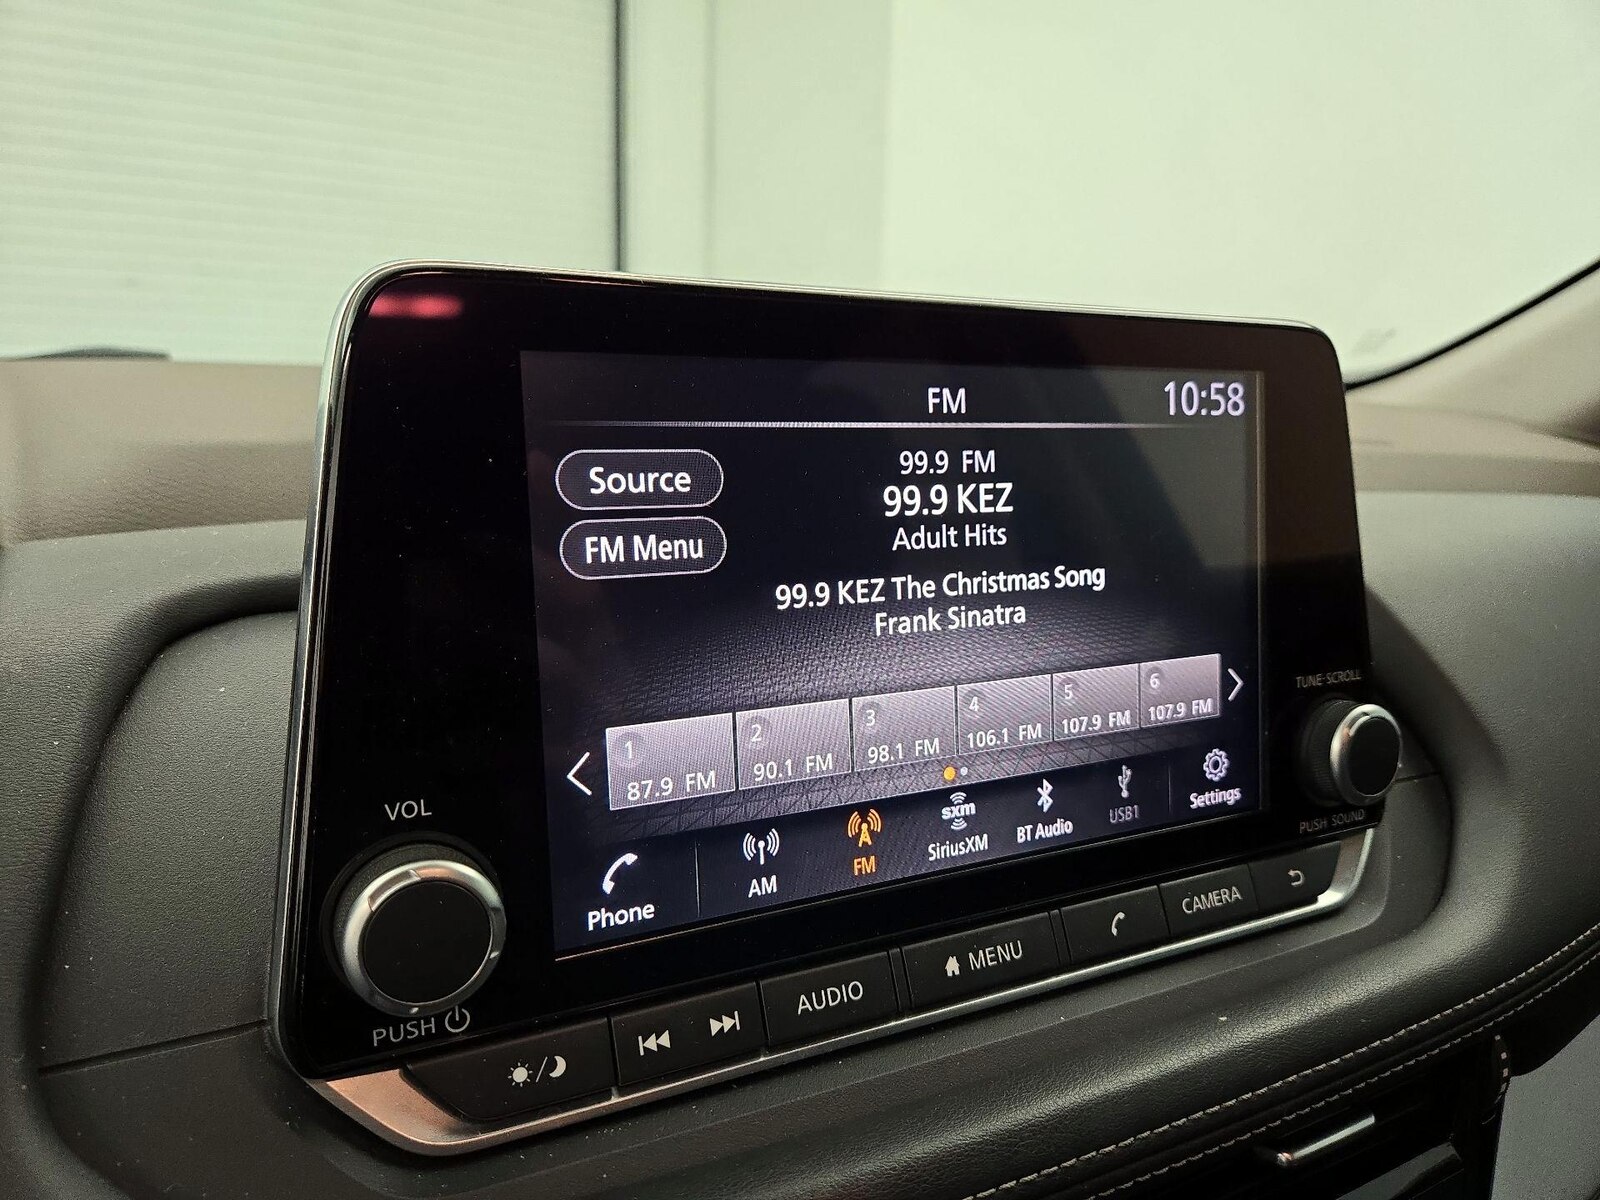 FM
10:58
Source
FM Menu
99.9 FM
99.9 KEZ
Adult Hits
99.9 KEZ The Christmas Song
Frank Sinatra
1
87.9 FM
2
90.1 FM
3
98.1 FM
4
106.1 FM
5
107.9 FM
6
107.9 FM
Phone
AM
FM
sxm
SiriusXM
BT Audio
USB1
Settings
VOL
PUSH
TUNE·SCROLL
PUSH SOUND
AUDIO
MENU
CAMERA